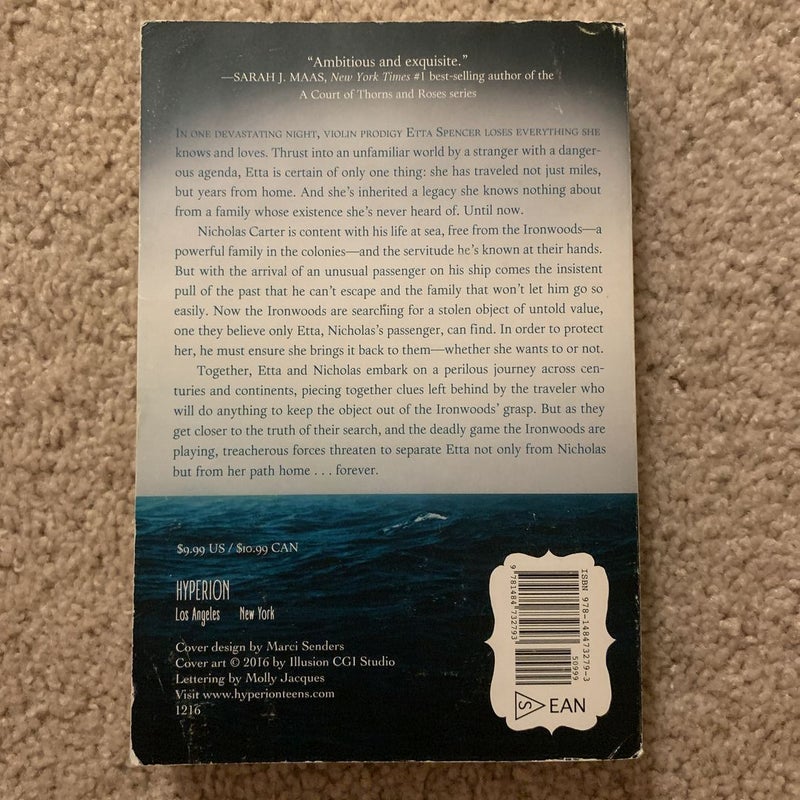 “Ambitious and exquisite.”
—SARAH J. MAAS, New York Times #1 best-selling author of the
A Court of Thorns and Roses series
In one devastating night, violin prodigy Etta Spencer loses everything she
knows and loves. Thrust into an unfamiliar world by a stranger with a danger-
ous agenda, Etta is certain of only one thing: she has traveled not just miles,
but years from home. And she’s inherited a legacy she knows nothing about
from a family whose existence she’s never heard of. Until now.
Nicholas Carter is content with his life at sea, free from the Ironwoods—a
powerful family in the colonies—and the servitude he’s known at their hands.
But with the arrival of an unusual passenger on his ship comes the insistent
pull of the past that he can’t escape and the family that won’t let him go so
easily. Now the Ironwoods are searching for a stolen object of untold value,
one they believe only Etta, Nicholas’s passenger, can find. In order to protect
her, he must ensure she brings it back to them—whether she wants to or not.
Together, Etta and Nicholas embark on a perilous journey across cen-
turies and continents, piecing together clues left behind by the traveler who
will do anything to keep the object out of the Ironwoods’ grasp. But as they
get closer to the truth of their search, and the deadly game the Ironwoods are
playing, treacherous forces threaten to separate Etta not only from Nicholas
but from her path home . . . forever.
$9.99 US / $10.99 CAN
HYPERION
Los Angeles New York
Cover design by Marci Senders
Cover art © 2016 by Illusion CGI Studio
Lettering by Molly Jacques
Visit www.hyperionteens.com
1216
ISBN 978-148473279-3
9 781484 732793
50999
S EAN